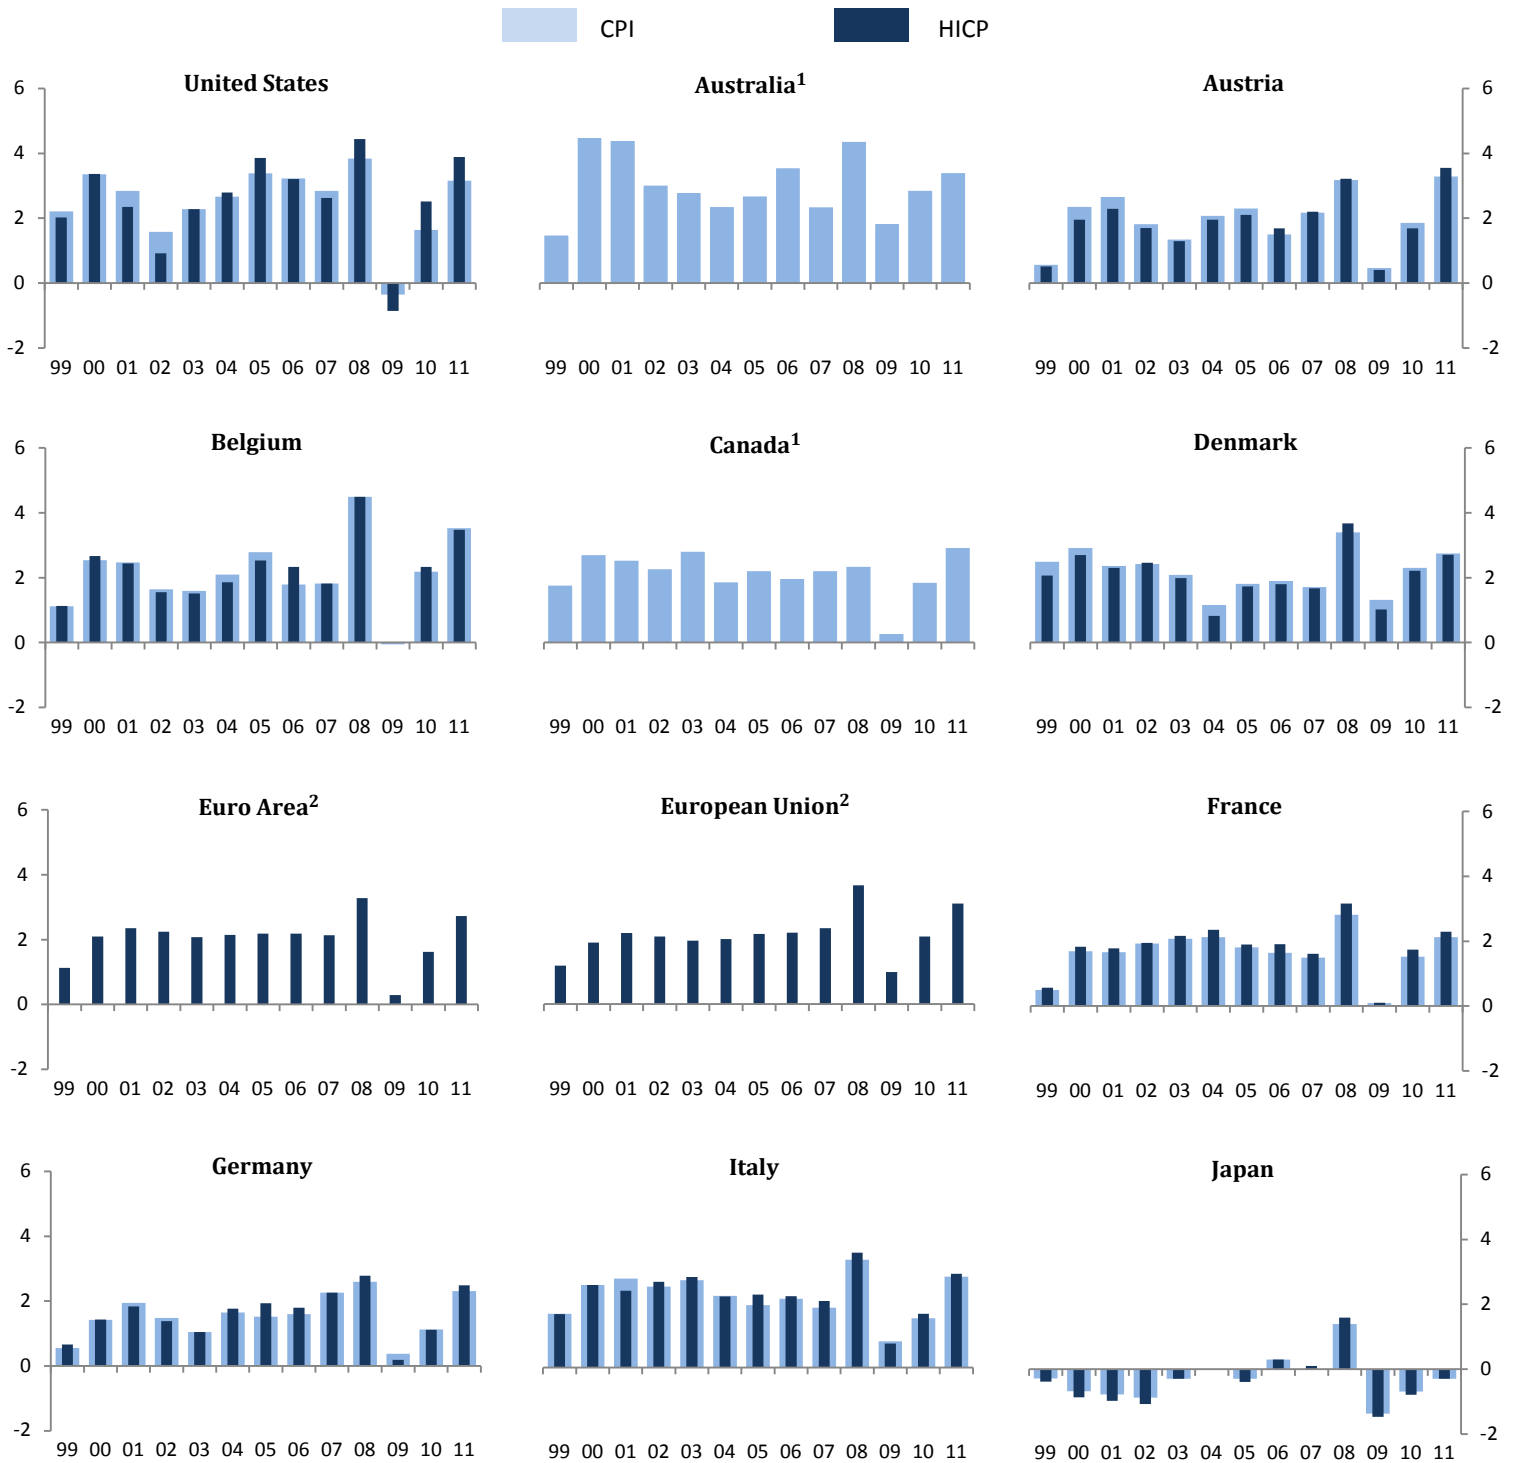 CPI HICP
United States Australia1 Austria
6 6
4 4
2 2
0 0
-2 -2
99 00 01 02 03 04 05 06 07 08 09 10 11 99 00 01 02 03 04 05 06 07 08 09 10 11 99 00 01 02 03 04 05 06 07 08 09 10 11
Belgium Canada1 Denmark
6 6
4 4
2 2
0 0
-2 -2
99 00 01 02 03 04 05 06 07 08 09 10 11 99 00 01 02 03 04 05 06 07 08 09 10 11 99 00 01 02 03 04 05 06 07 08 09 10 11
Euro Area2 European Union2 France
6 6
4 4
2 2
0 0
-2 -2
99 00 01 02 03 04 05 06 07 08 09 10 11 99 00 01 02 03 04 05 06 07 08 09 10 11 99 00 01 02 03 04 05 06 07 08 09 10 11
Germany Italy Japan
6 6
4 4
2 2
0 0
-2 -2
99 00 01 02 03 04 05 06 07 08 09 10 11 99 00 01 02 03 04 05 06 07 08 09 10 11 99 00 01 02 03 04 05 06 07 08 09 10 11